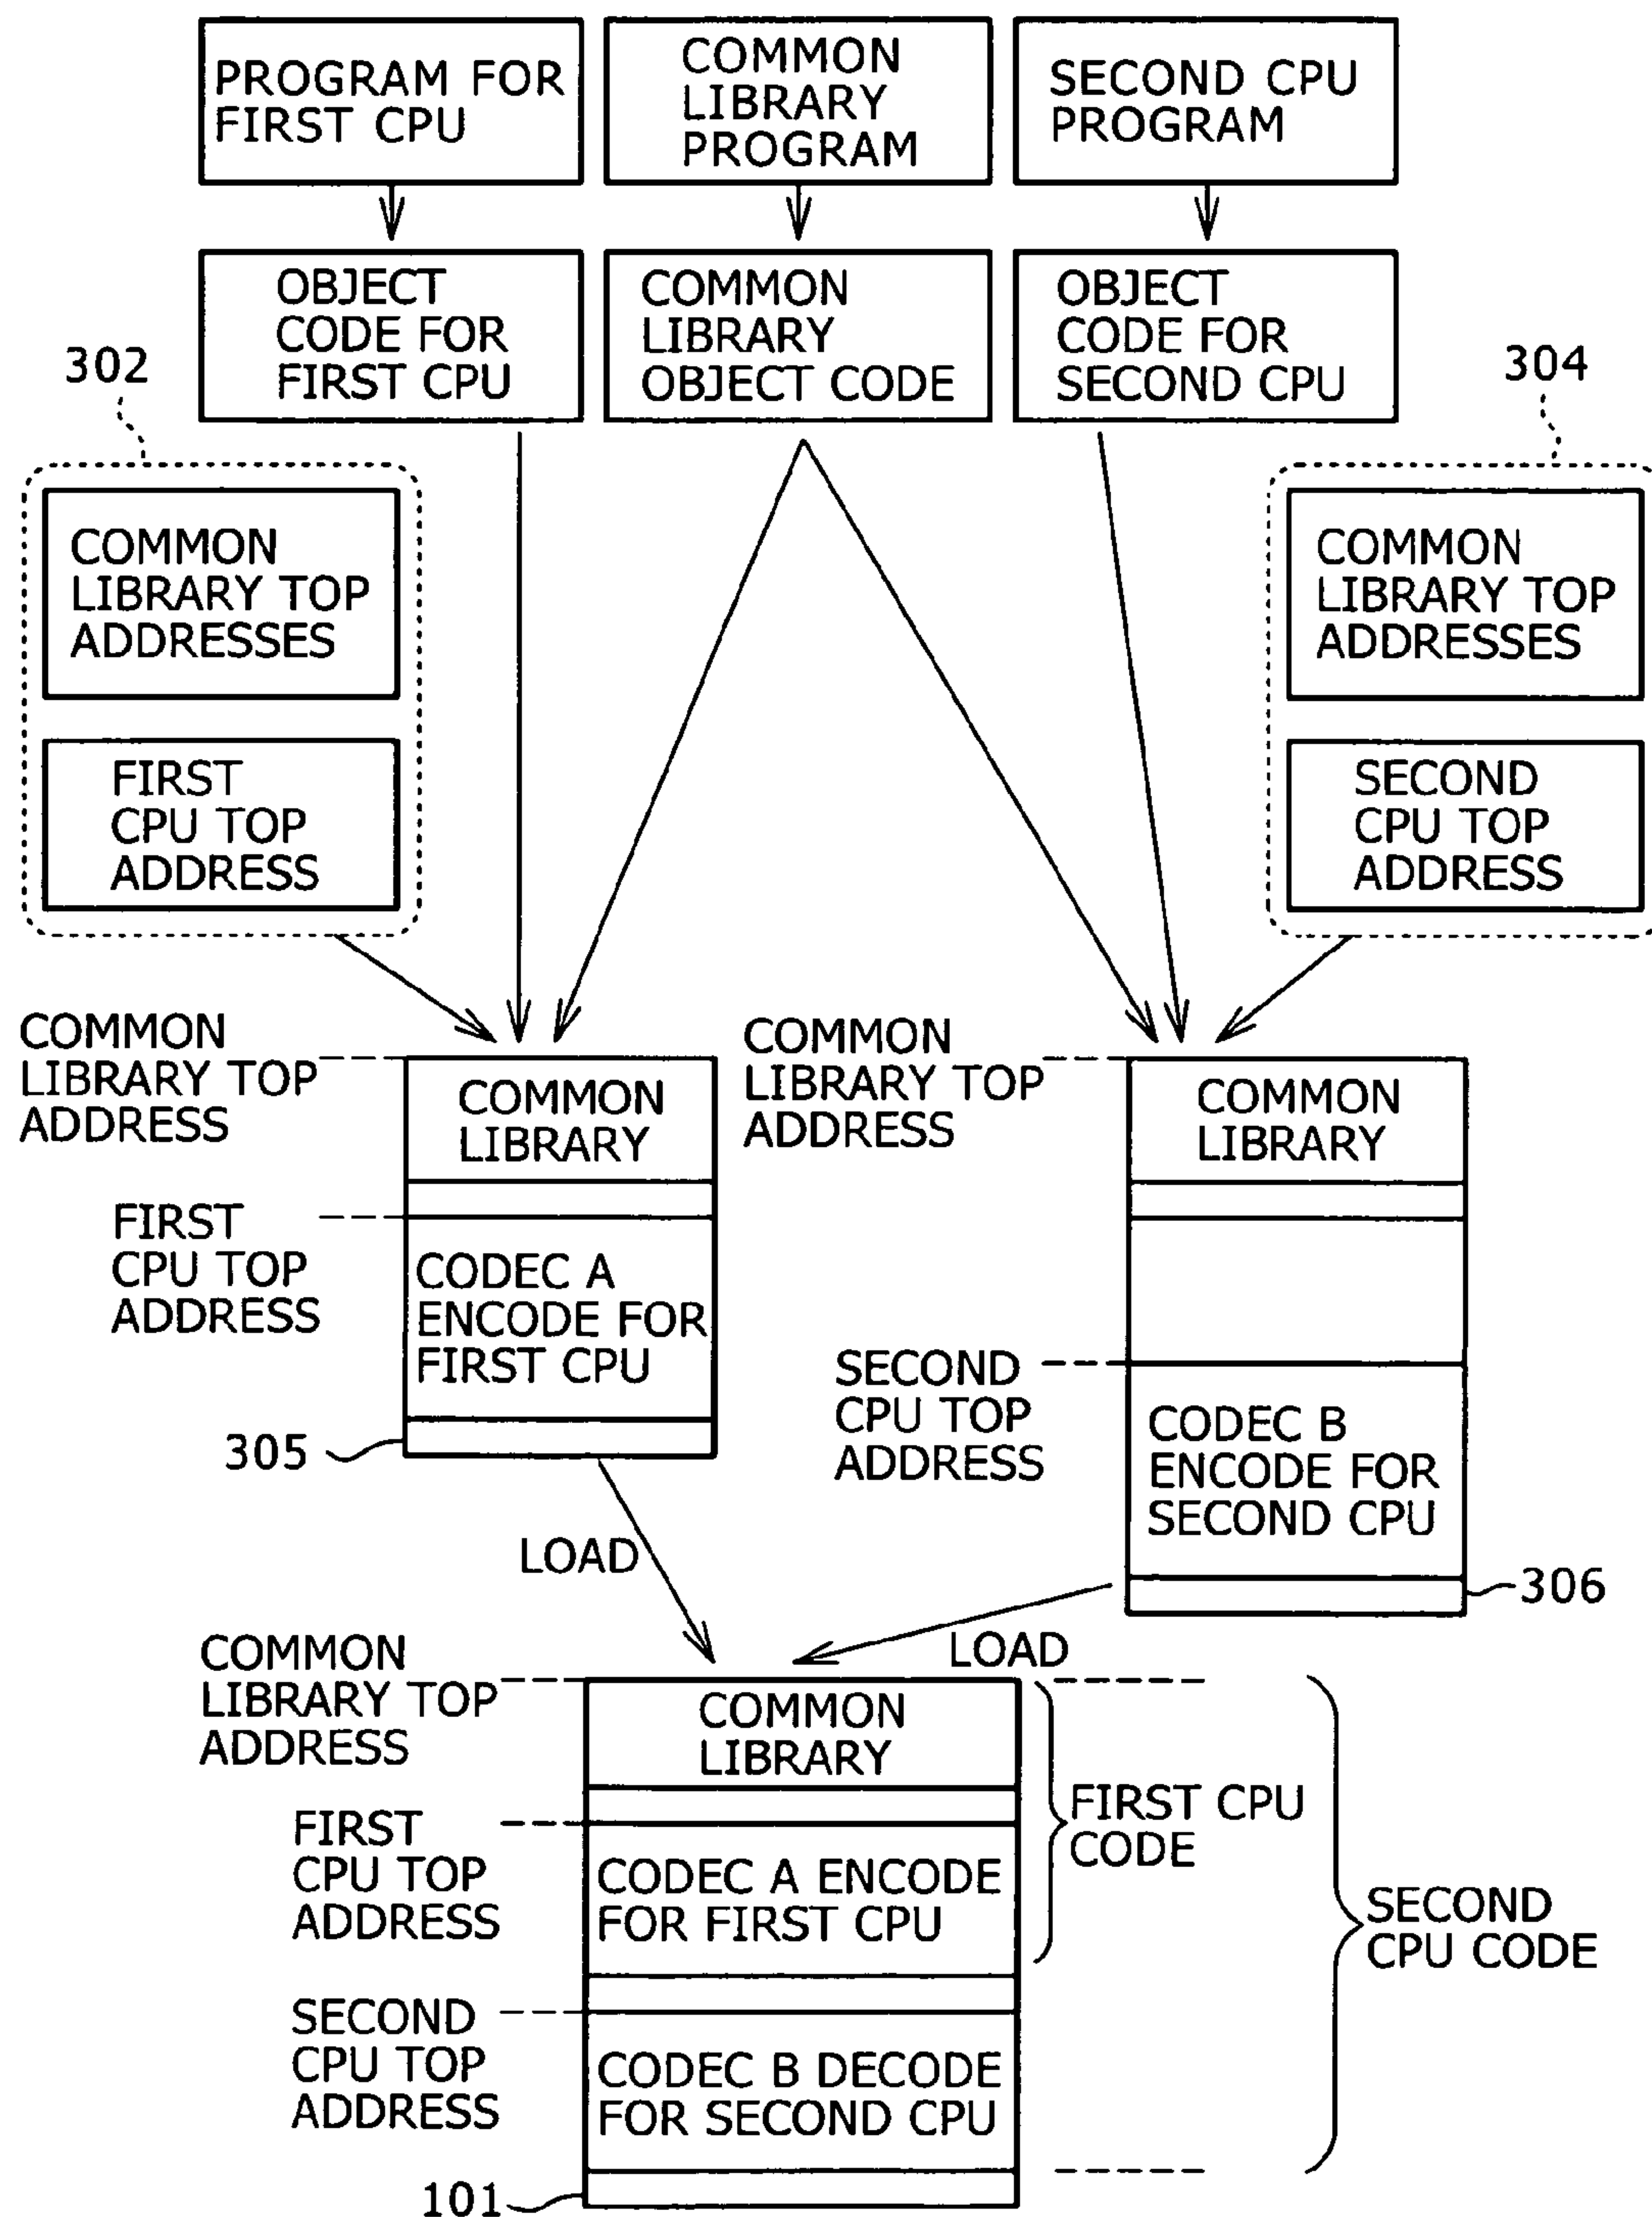 PROGRAM FOR
FIRST CPU
COMMON
LIBRARY
PROGRAM
SECOND CPU
PROGRAM
OBJECT
CODE FOR
FIRST CPU
COMMON
LIBRARY
OBJECT CODE
OBJECT
CODE FOR
SECOND CPU
302
304
COMMON
LIBRARY TOP
ADDRESSES
FIRST
CPU TOP
ADDRESS
COMMON
LIBRARY TOP
ADDRESSES
SECOND
CPU TOP
ADDRESS
COMMON
LIBRARY TOP
ADDRESS
COMMON
LIBRARY
FIRST
CPU TOP
ADDRESS
CODEC A
ENCODE FOR
FIRST CPU
305
COMMON
LIBRARY TOP
ADDRESS
COMMON
LIBRARY
SECOND
CPU TOP
ADDRESS
CODEC B
ENCODE FOR
SECOND CPU
306
LOAD
LOAD
COMMON
LIBRARY TOP
ADDRESS
COMMON
LIBRARY
FIRST CPU
CODE
FIRST
CPU TOP
ADDRESS
CODEC A ENCODE
FOR FIRST CPU
SECOND
CPU CODE
SECOND
CPU TOP
ADDRESS
CODEC B DECODE
FOR SECOND CPU
101